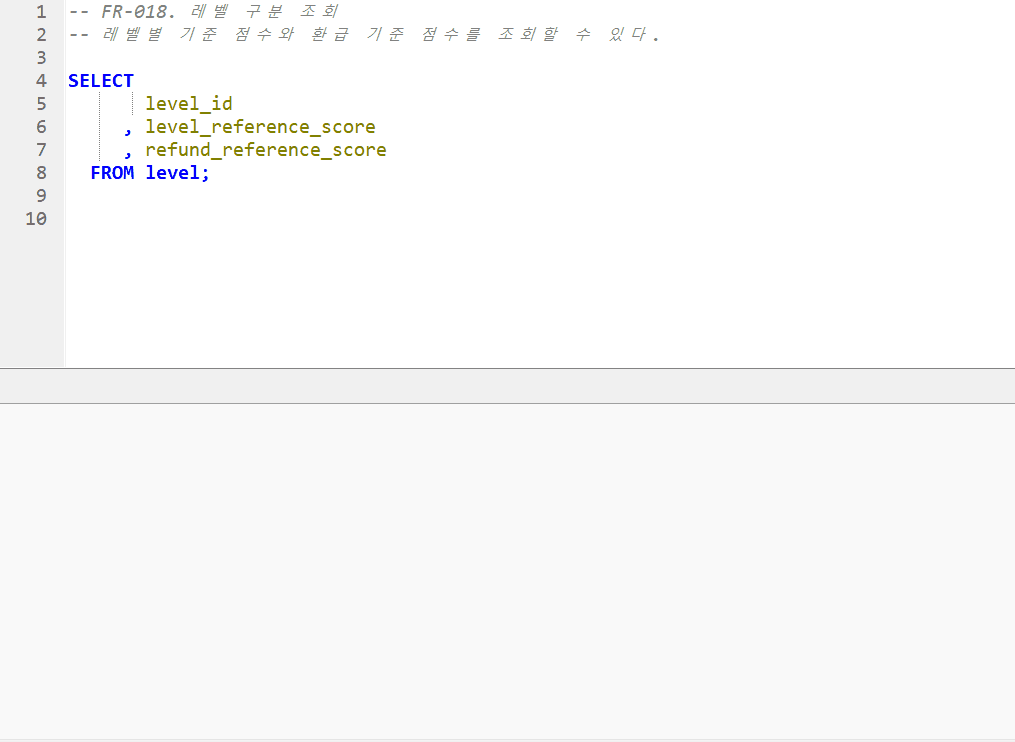 1 -- FR-018. 레벨 구분 조회
2 -- 레벨별 기준 점수와 환급 기준 점수를 조회할 수 있다.
3
4 SELECT
5 level_id
6 , level_reference_score
7 , refund_reference_score
8 FROM level;
9
10